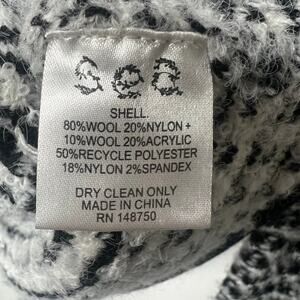 SHELL:
80%WOOL 20%NYLON +
10%WOOL 20%ACRYLIC
50%RECYCLE POLYESTER
18%NYLON 2%SPANDEX
DRY CLEAN ONLY
MADE IN CHINA
RN 148750